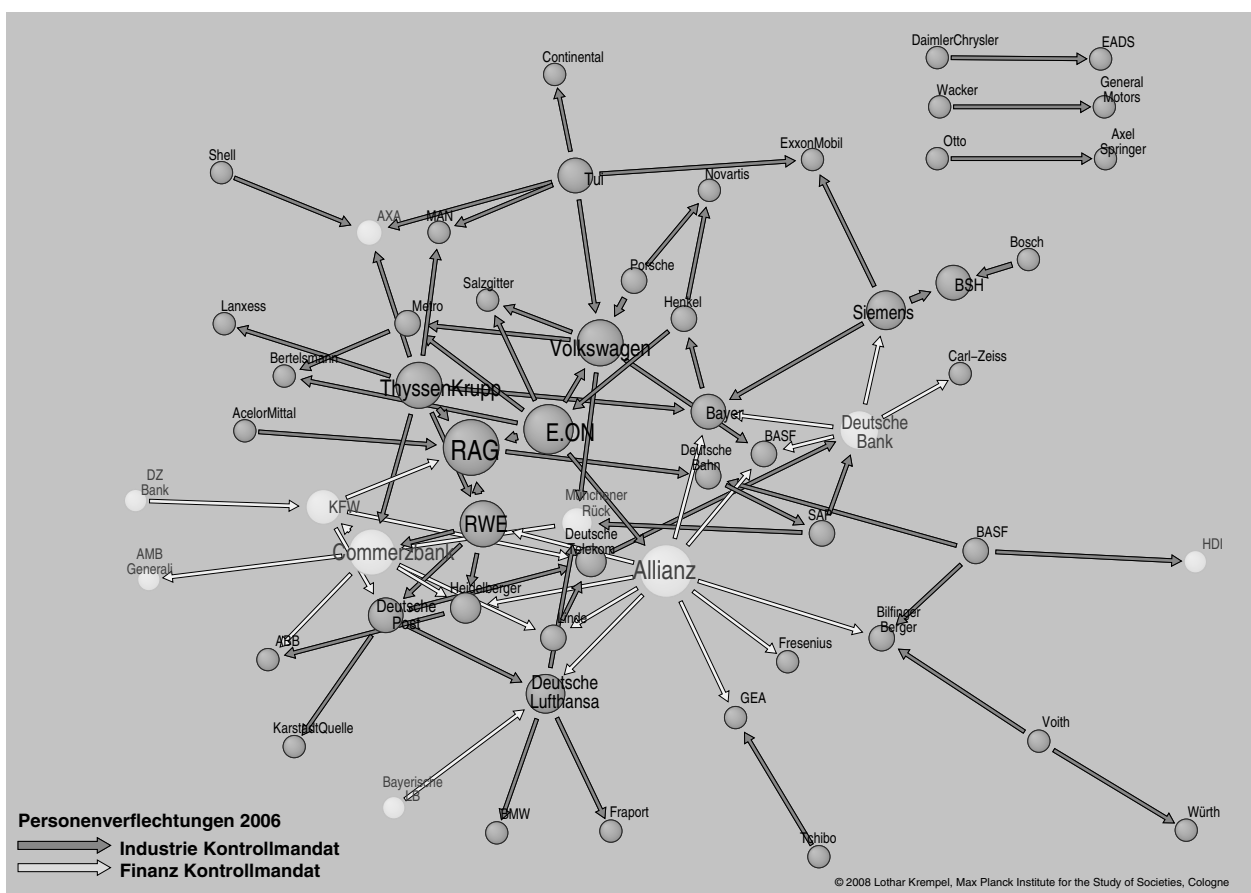 DaimlerChrysler
EADS
Continental
General
Motors
Wacker
Otto
Axel
Springer
ExxonMobil
Shell
Novartis
TuI
AXA
MAN
Bosch
Porsche
BSH
Salzgitter
Lanxess
Metro
Henkel
Siemens
Volkswagen
Bertelsmann
Carl-Zeiss
ThyssenKrupp
AcelorMittal
Bayer
Deutsche
Bank
E.ON
BASF
RAG
Deutsche
Bahn
DZ
Bank
KFW
Münchener
Rück
SAP
RWE
BASF
HDI
Deutsche
Telekom
Commerzbank
AMB
Generali
Allianz
Heidelberger
Deutsche
Post
Linde
Bilfinger
Berger
ABB
Fresenius
Deutsche
Lufthansa
GEA
KarstadtQuelle
Voith
Bayerische
LB
BMW
Fraport
Würth
Tchibo
Personenverflechtungen 2006
Industrie Kontrollmandat
Finanz Kontrollmandat
© 2008 Lothar Krempel, Max Planck Institute for the Study of Societies, Cologne